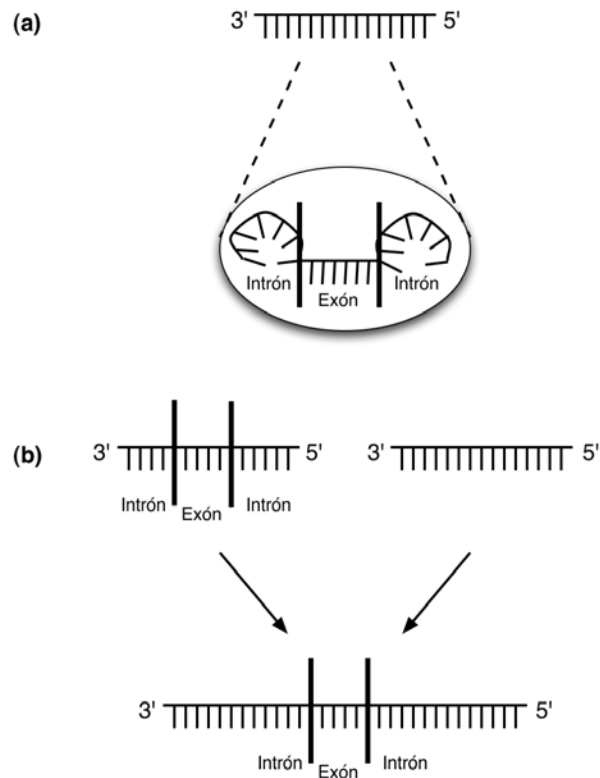 (a) 3' 5'
Intrón Exón Intrón
(b) 3' 5' 3' 5'
Intrón Exón Intrón
3' 5'
Intrón Exón Intrón